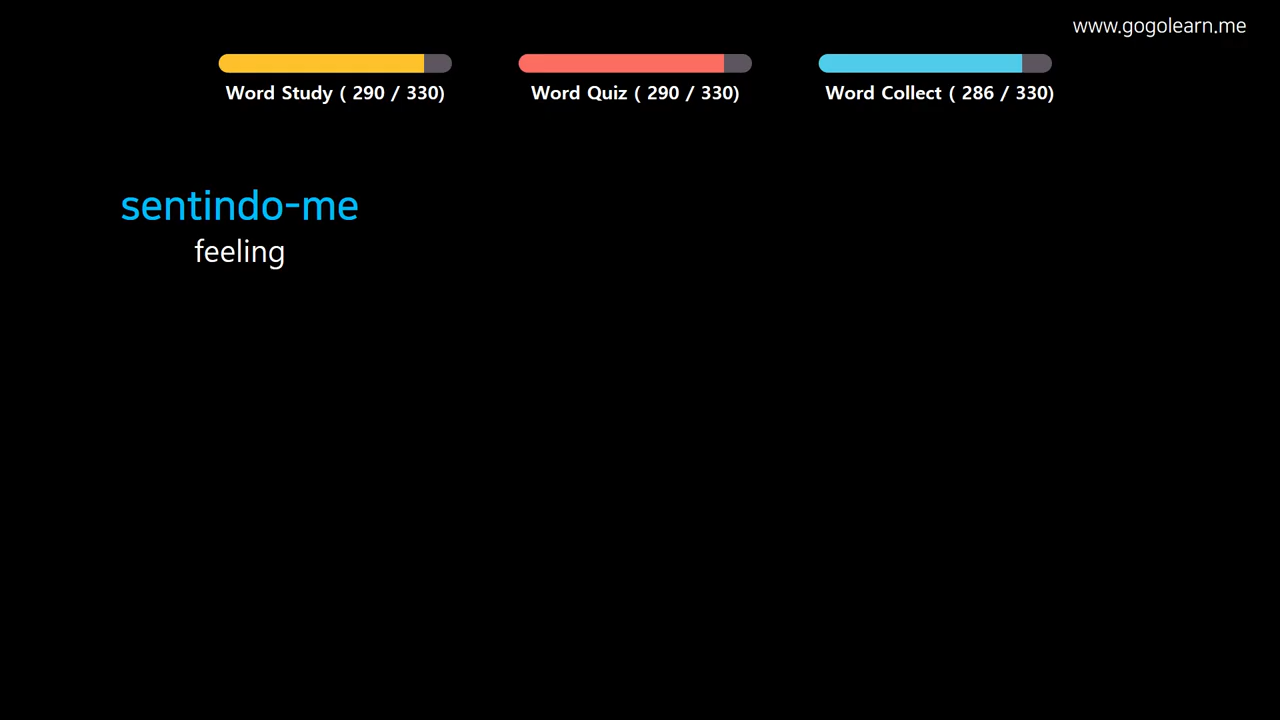 www.gogolearn.me
Word Study ( 290 / 330)
Word Quiz ( 290 / 330)
Word Collect ( 286 / 330)
sentindo-me
feeling